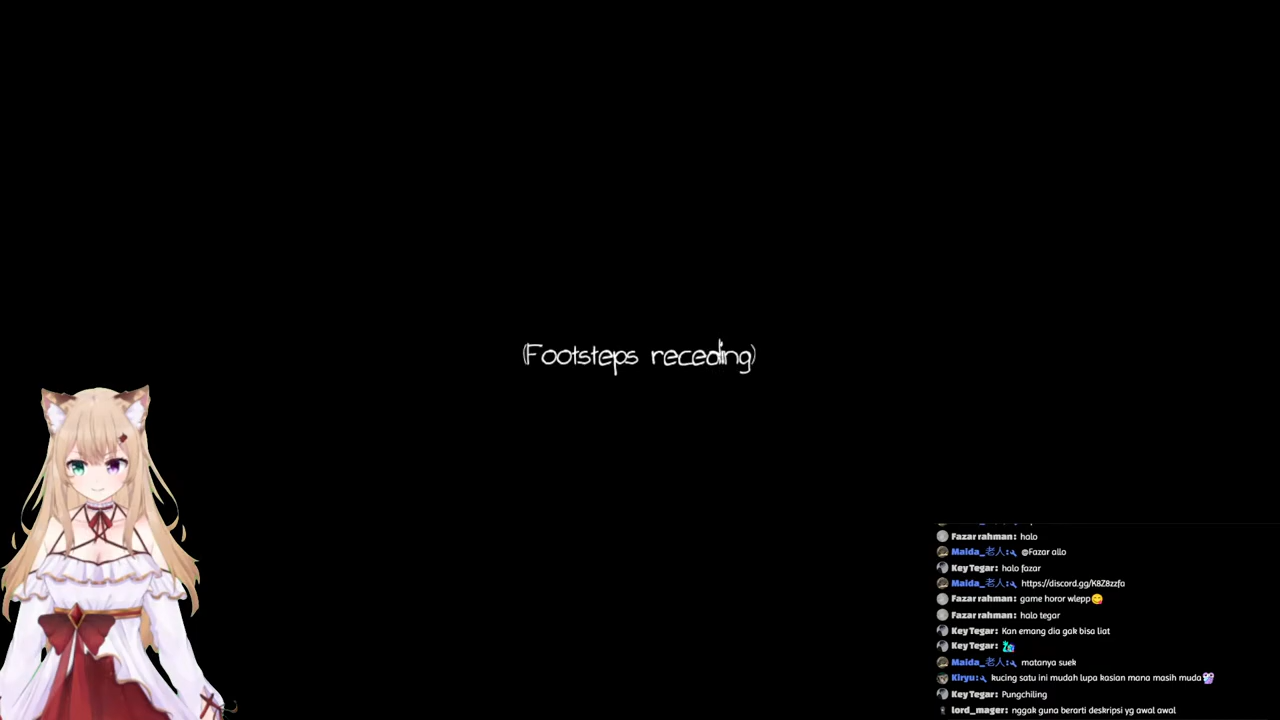 (Footsteps receding)
Fazar rahman: halo
Maida_老人: @Fazar allo
Key Tegar: halo fazar
Maida_老人: https://discord.gg/K8Z8zzfa
Fazar rahman: game horor wlepp😋
Fazar rahman: halo tegar
Key Tegar: Kan emang dia gak bisa liat
Key Tegar:
Maida_老人: matanya suek
Kiryu: kucing satu ini mudah lupa kasian mana masih muda
Key Tegar: Pungchiling
lord_mager: nggak guna berarti deskripsi yg awal awal